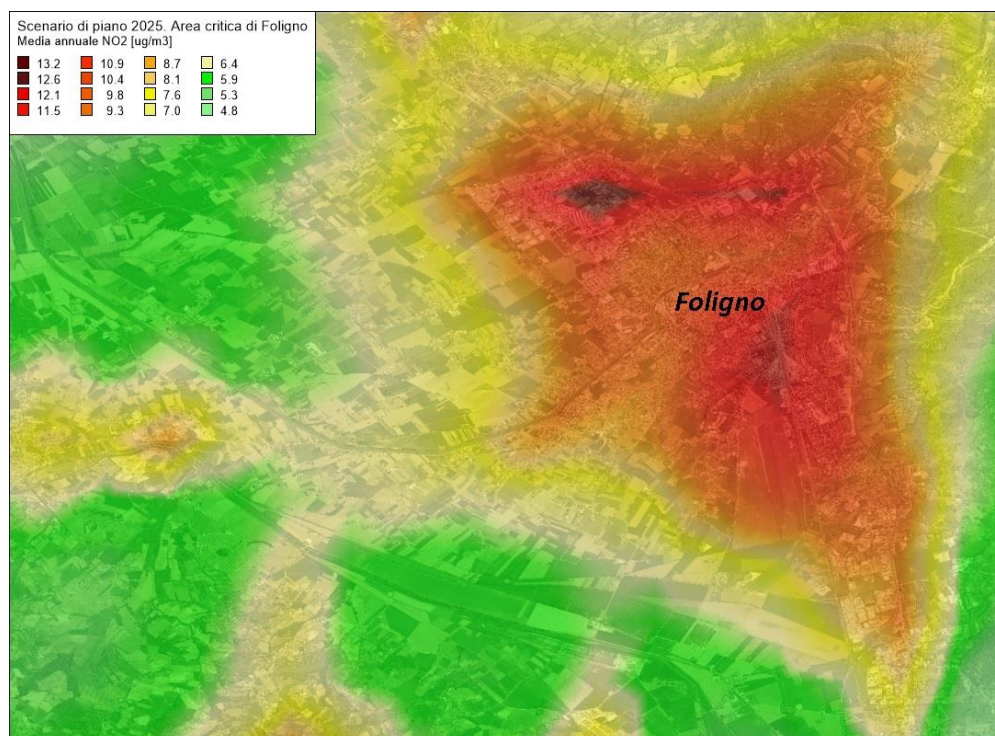 Scenario di piano 2025. Area critica di Foligno
Media annuale NO2 [ug/m3]
13.2 10.9 8.7 6.4
12.6 10.4 8.1 5.9
12.1 9.8 7.6 5.3
11.5 9.3 7.0 4.8
Foligno